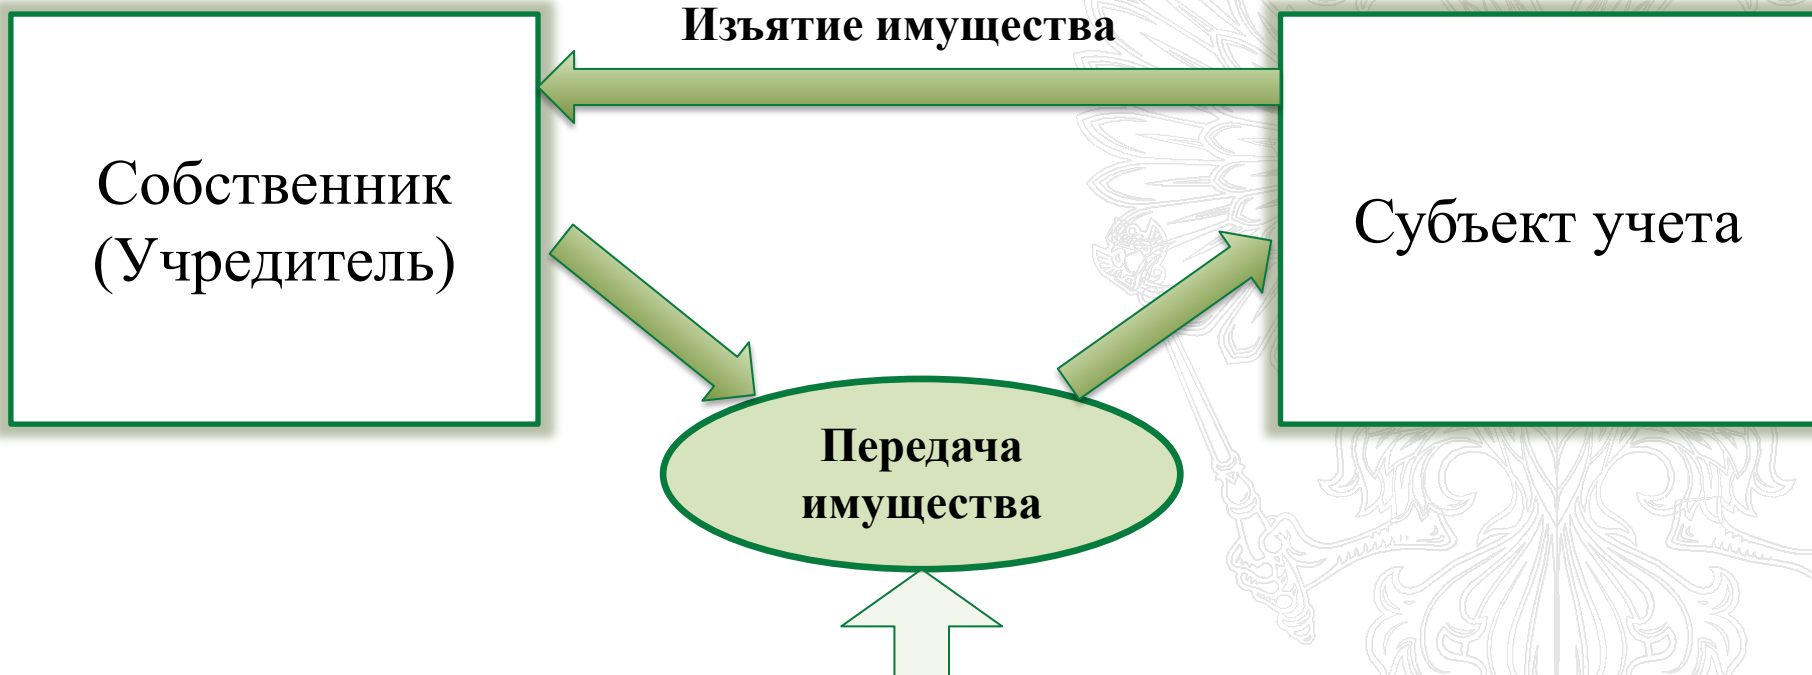 Изъятие имущества
Собственник
(Учредитель)
Субъект учета
Передача
имущества